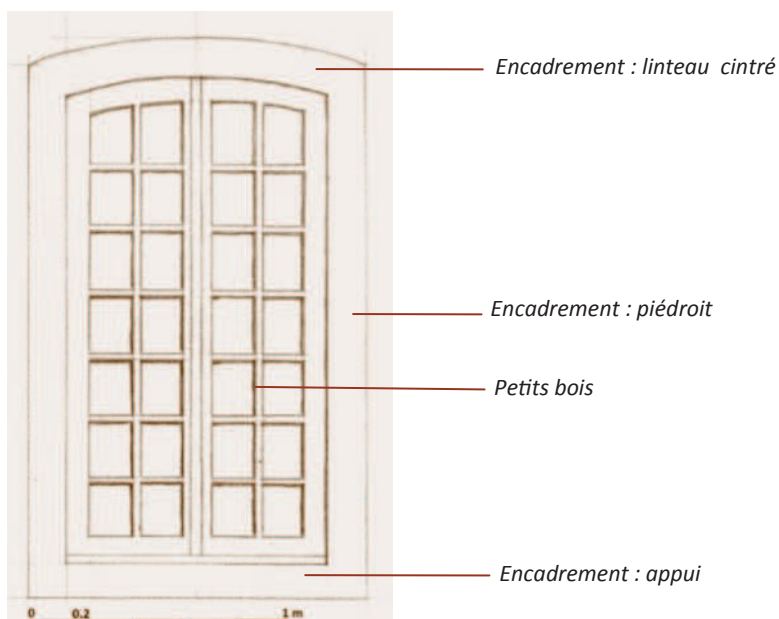 Encadrement : linteau cintré
Encadrement : piédroit
Petits bois
Encadrement : appui
0 0.2 1 m